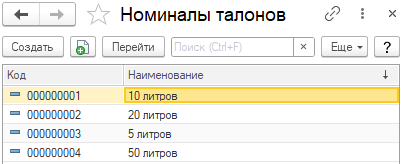 Номиналы талонов
Создать Перейти Поиск (Ctrl+F) × Еще ?
Код Наименование ↓
000000001 10 литров
000000002 20 литров
000000003 5 литров
000000004 50 литров